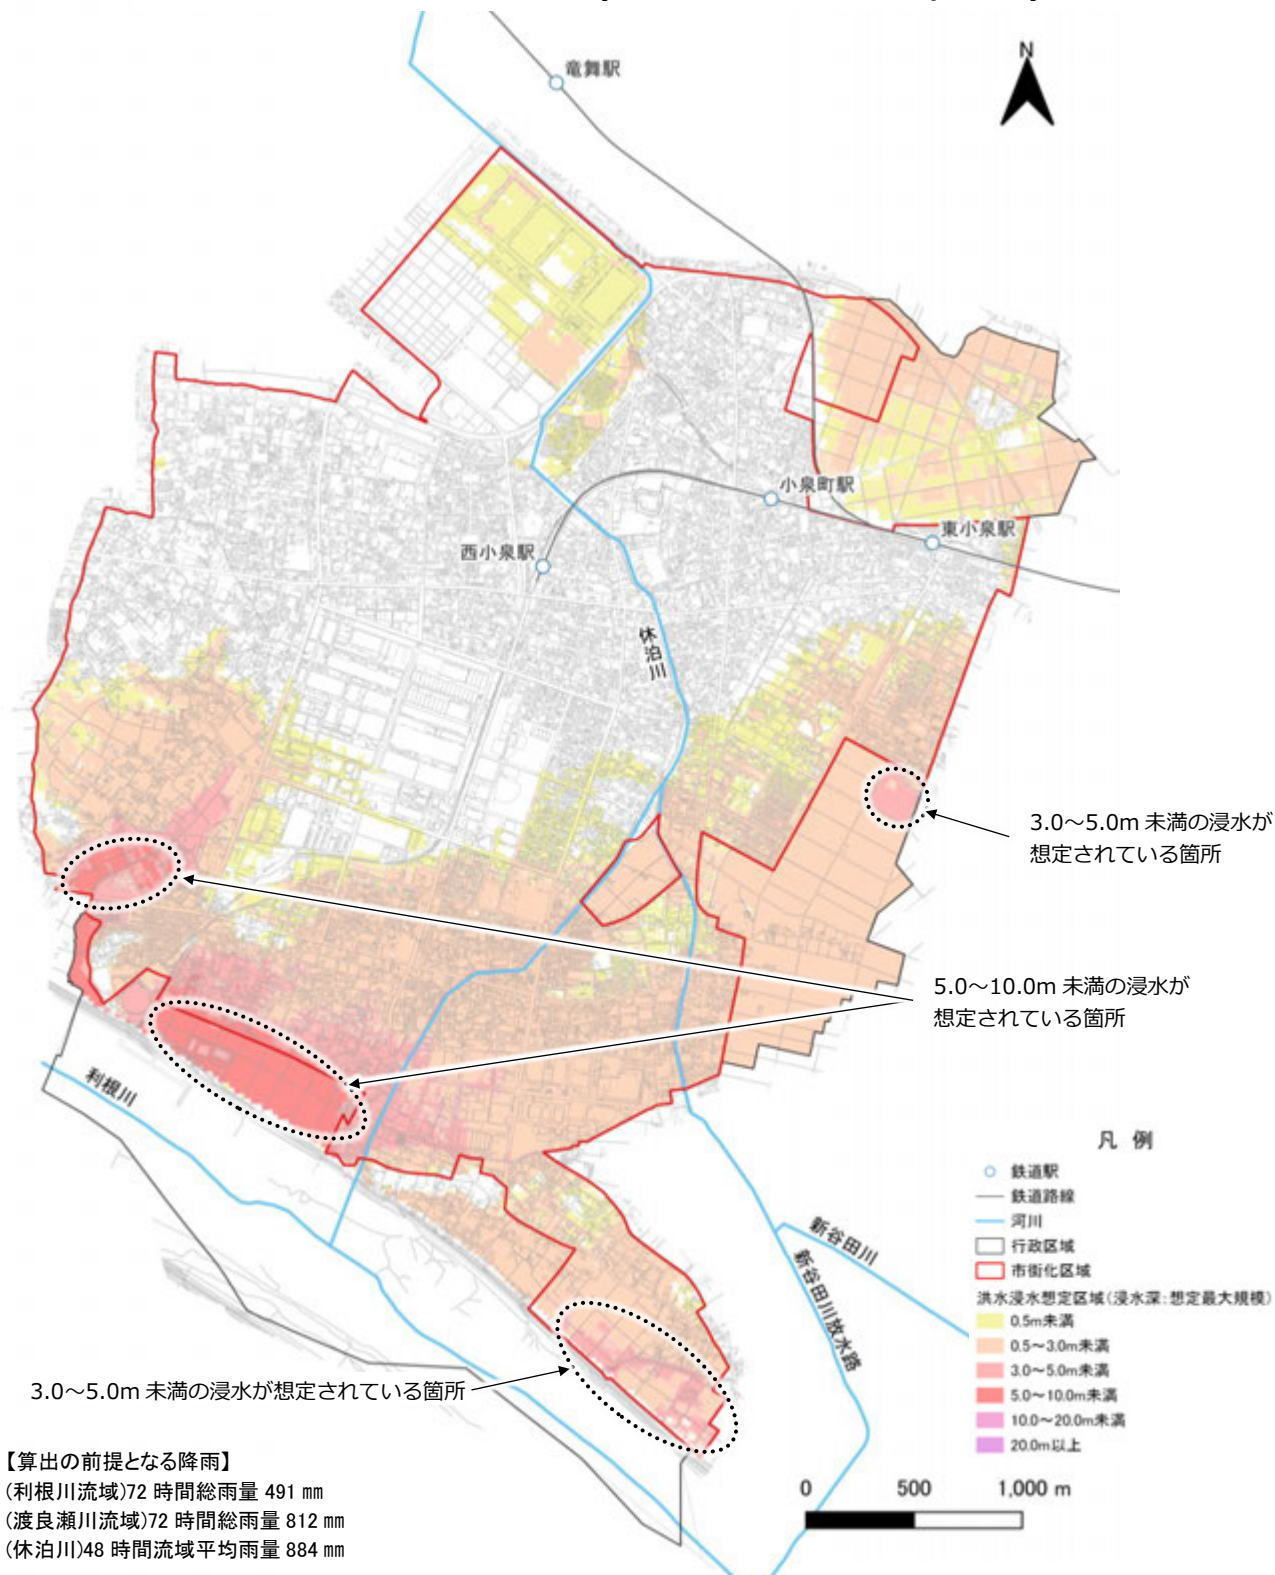 N
竜舞駅
小泉町駅
東小泉駅
西小泉駅
休泊川
3.0～5.0m 未満の浸水が
想定されている箇所
5.0～10.0m 未満の浸水が
想定されている箇所
利根川
新谷田川
新谷田川放水路
3.0～5.0m 未満の浸水が想定されている箇所
凡 例
鉄道駅
鉄道路線
河川
行政区域
市街化区域
洪水浸水想定区域(浸水深:想定最大規模)
0.5m未満
0.5～3.0m未満
3.0～5.0m未満
5.0～10.0m未満
10.0～20.0m未満
20.0m以上
0 500 1,000 m
【算出の前提となる降雨】
(利根川流域)72 時間総雨量 491 ㎜
(渡良瀬川流域)72 時間総雨量 812 ㎜
(休泊川)48 時間流域平均雨量 884 ㎜